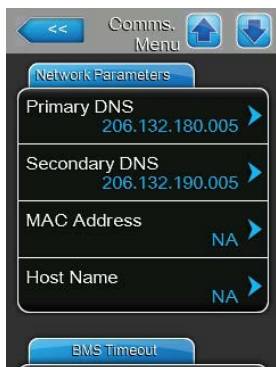 <<
Comms.
Menu
Network Parameters
Primary DNS
206.132.180.005
Secondary DNS
206.132.190.005
MAC Address
NA
Host Name
NA
BMS Timeout